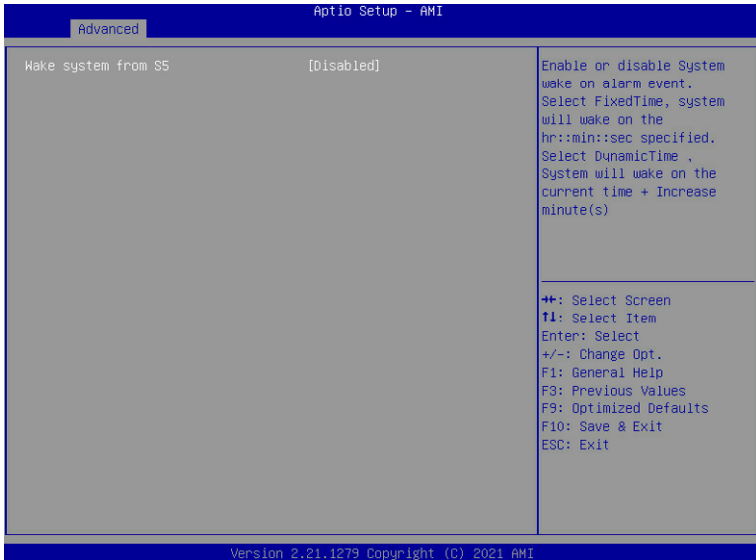 Aptio Setup – AMI
Advanced
Wake system from S5 [Disabled]
Enable or disable System
wake on alarm event.
Select FixedTime, system
will wake on the
hr::min::sec specified.
Select DynamicTime ,
System will wake on the
current time + Increase
minute(s)
→←: Select Screen
↑↓: Select Item
Enter: Select
+/-: Change Opt.
F1: General Help
F3: Previous Values
F9: Optimized Defaults
F10: Save & Exit
ESC: Exit
Version 2.21.1279 Copyright (C) 2021 AMI